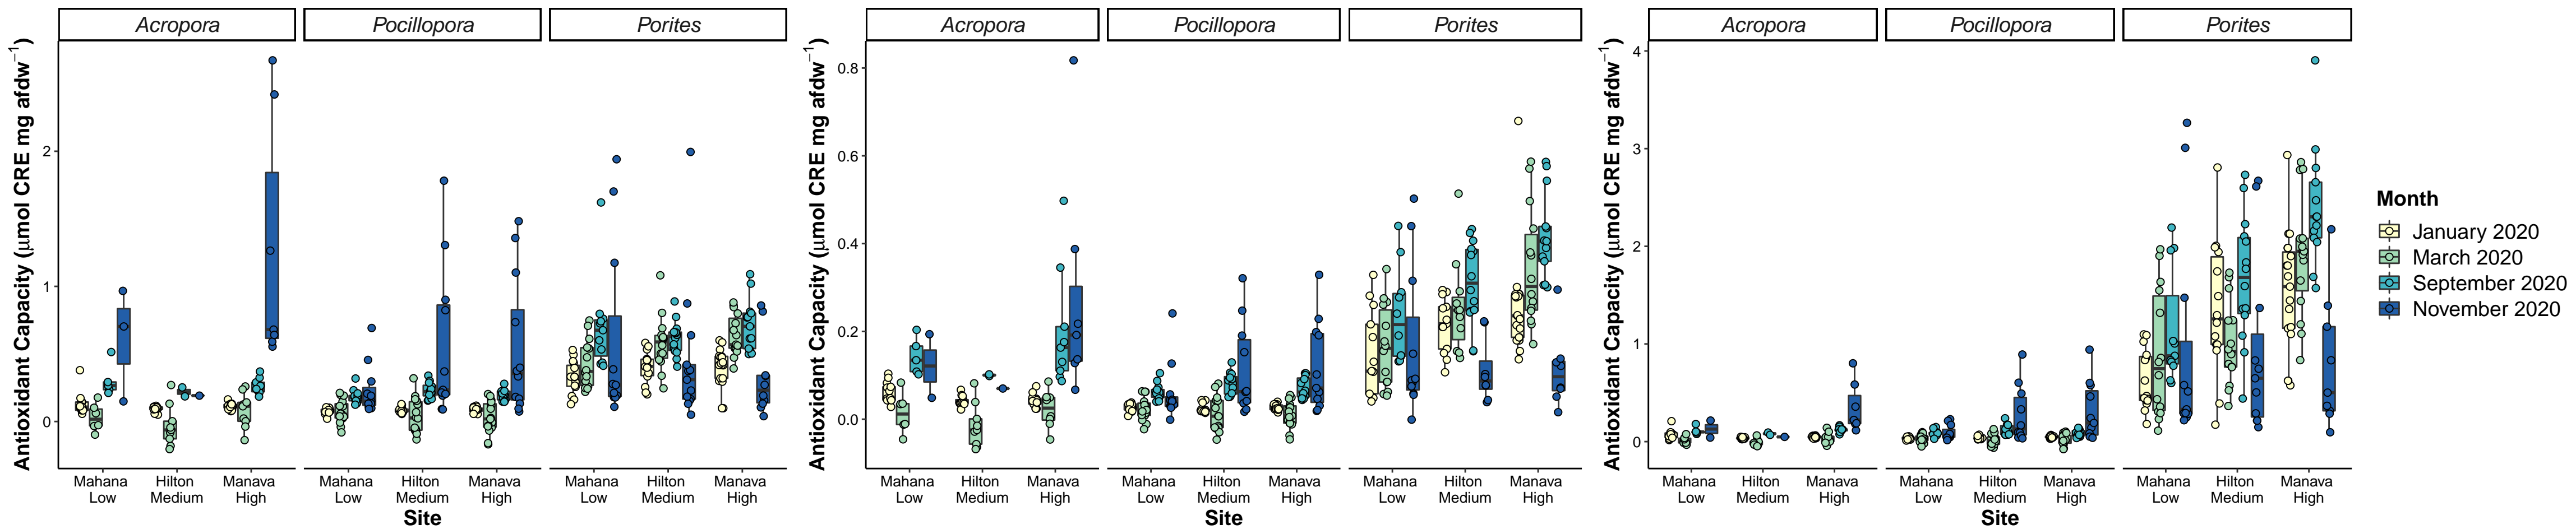 Acropora Pocillopora Porites
Antioxidant Capacity (μmol CRE mg afdw⁻¹)
2
1
0
Mahana Low Hilton Medium Manava High
Mahana Low Hilton Medium Manava High
Mahana Low Hilton Medium Manava High
Site
Acropora Pocillopora Porites
Antioxidant Capacity (μmol CRE mg afdw⁻¹)
0.8
0.6
0.4
0.2
0.0
Mahana Low Hilton Medium Manava High
Mahana Low Hilton Medium Manava High
Mahana Low Hilton Medium Manava High
Site
Acropora Pocillopora Porites
Antioxidant Capacity (μmol CRE mg afdw⁻¹)
4
3
2
1
0
Mahana Low Hilton Medium Manava High
Mahana Low Hilton Medium Manava High
Mahana Low Hilton Medium Manava High
Site
Month
January 2020
March 2020
September 2020
November 2020